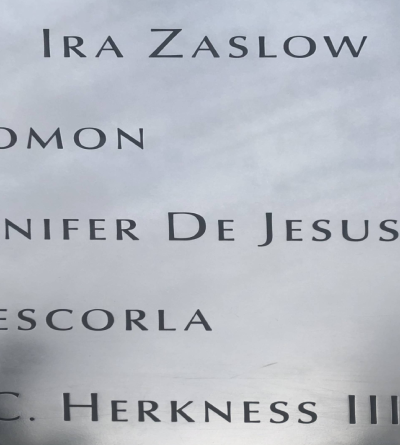 IRA ZASLOW
OMON
NIFER DE JESUS
ESCORLA
C. HERKNESS III